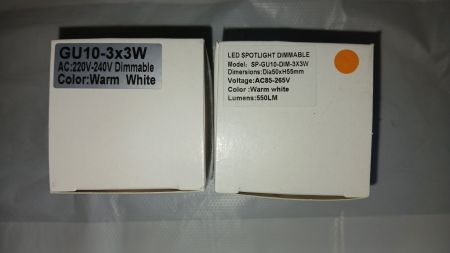 GU10-3x3W
AC:220V-240V Dimmable
Color:Warm White
LED SPOTLIGHT DIMMABLE
Model: SP-GU10-DIM-3X3W
Dimensions:Dia50xH55mm
Voltage:AC85-265V
Color :Warm white
Lumens:550LM